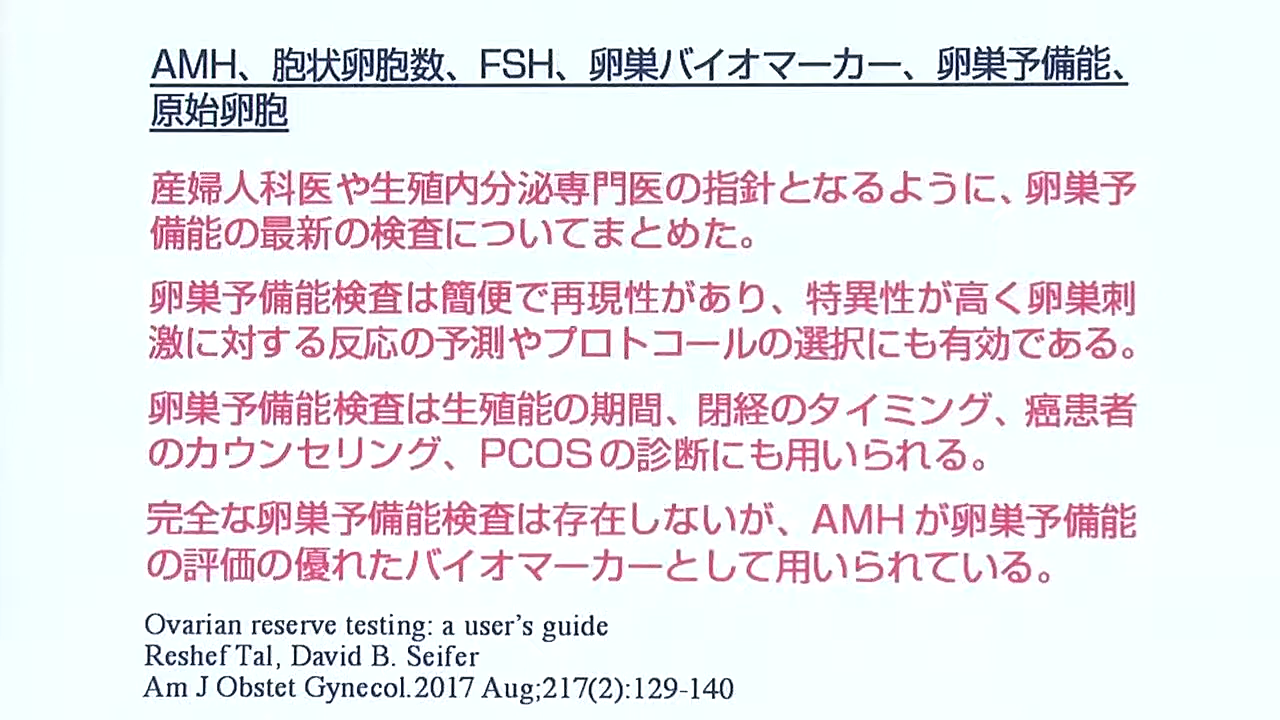 AMH、胞状卵胞数、FSH、卵巣バイオマーカー、卵巣予備能、
原始卵胞
産婦人科医や生殖内分泌専門医の指針となるように、卵巣予
備能の最新の検査についてまとめた。
卵巣予備能検査は簡便で再現性があり、特異性が高く卵巣刺
激に対する反応の予測やプロトコールの選択にも有効である。
卵巣予備能検査は生殖能の期間、閉経のタイミング、癌患者
のカウンセリング、PCOSの診断にも用いられる。
完全な卵巣予備能検査は存在しないが、AMHが卵巣予備能
の評価の優れたバイオマーカーとして用いられている。
Ovarian reserve testing: a user’s guide
Reshef Tal, David B. Seifer
Am J Obstet Gynecol.2017 Aug;217(2):129-140